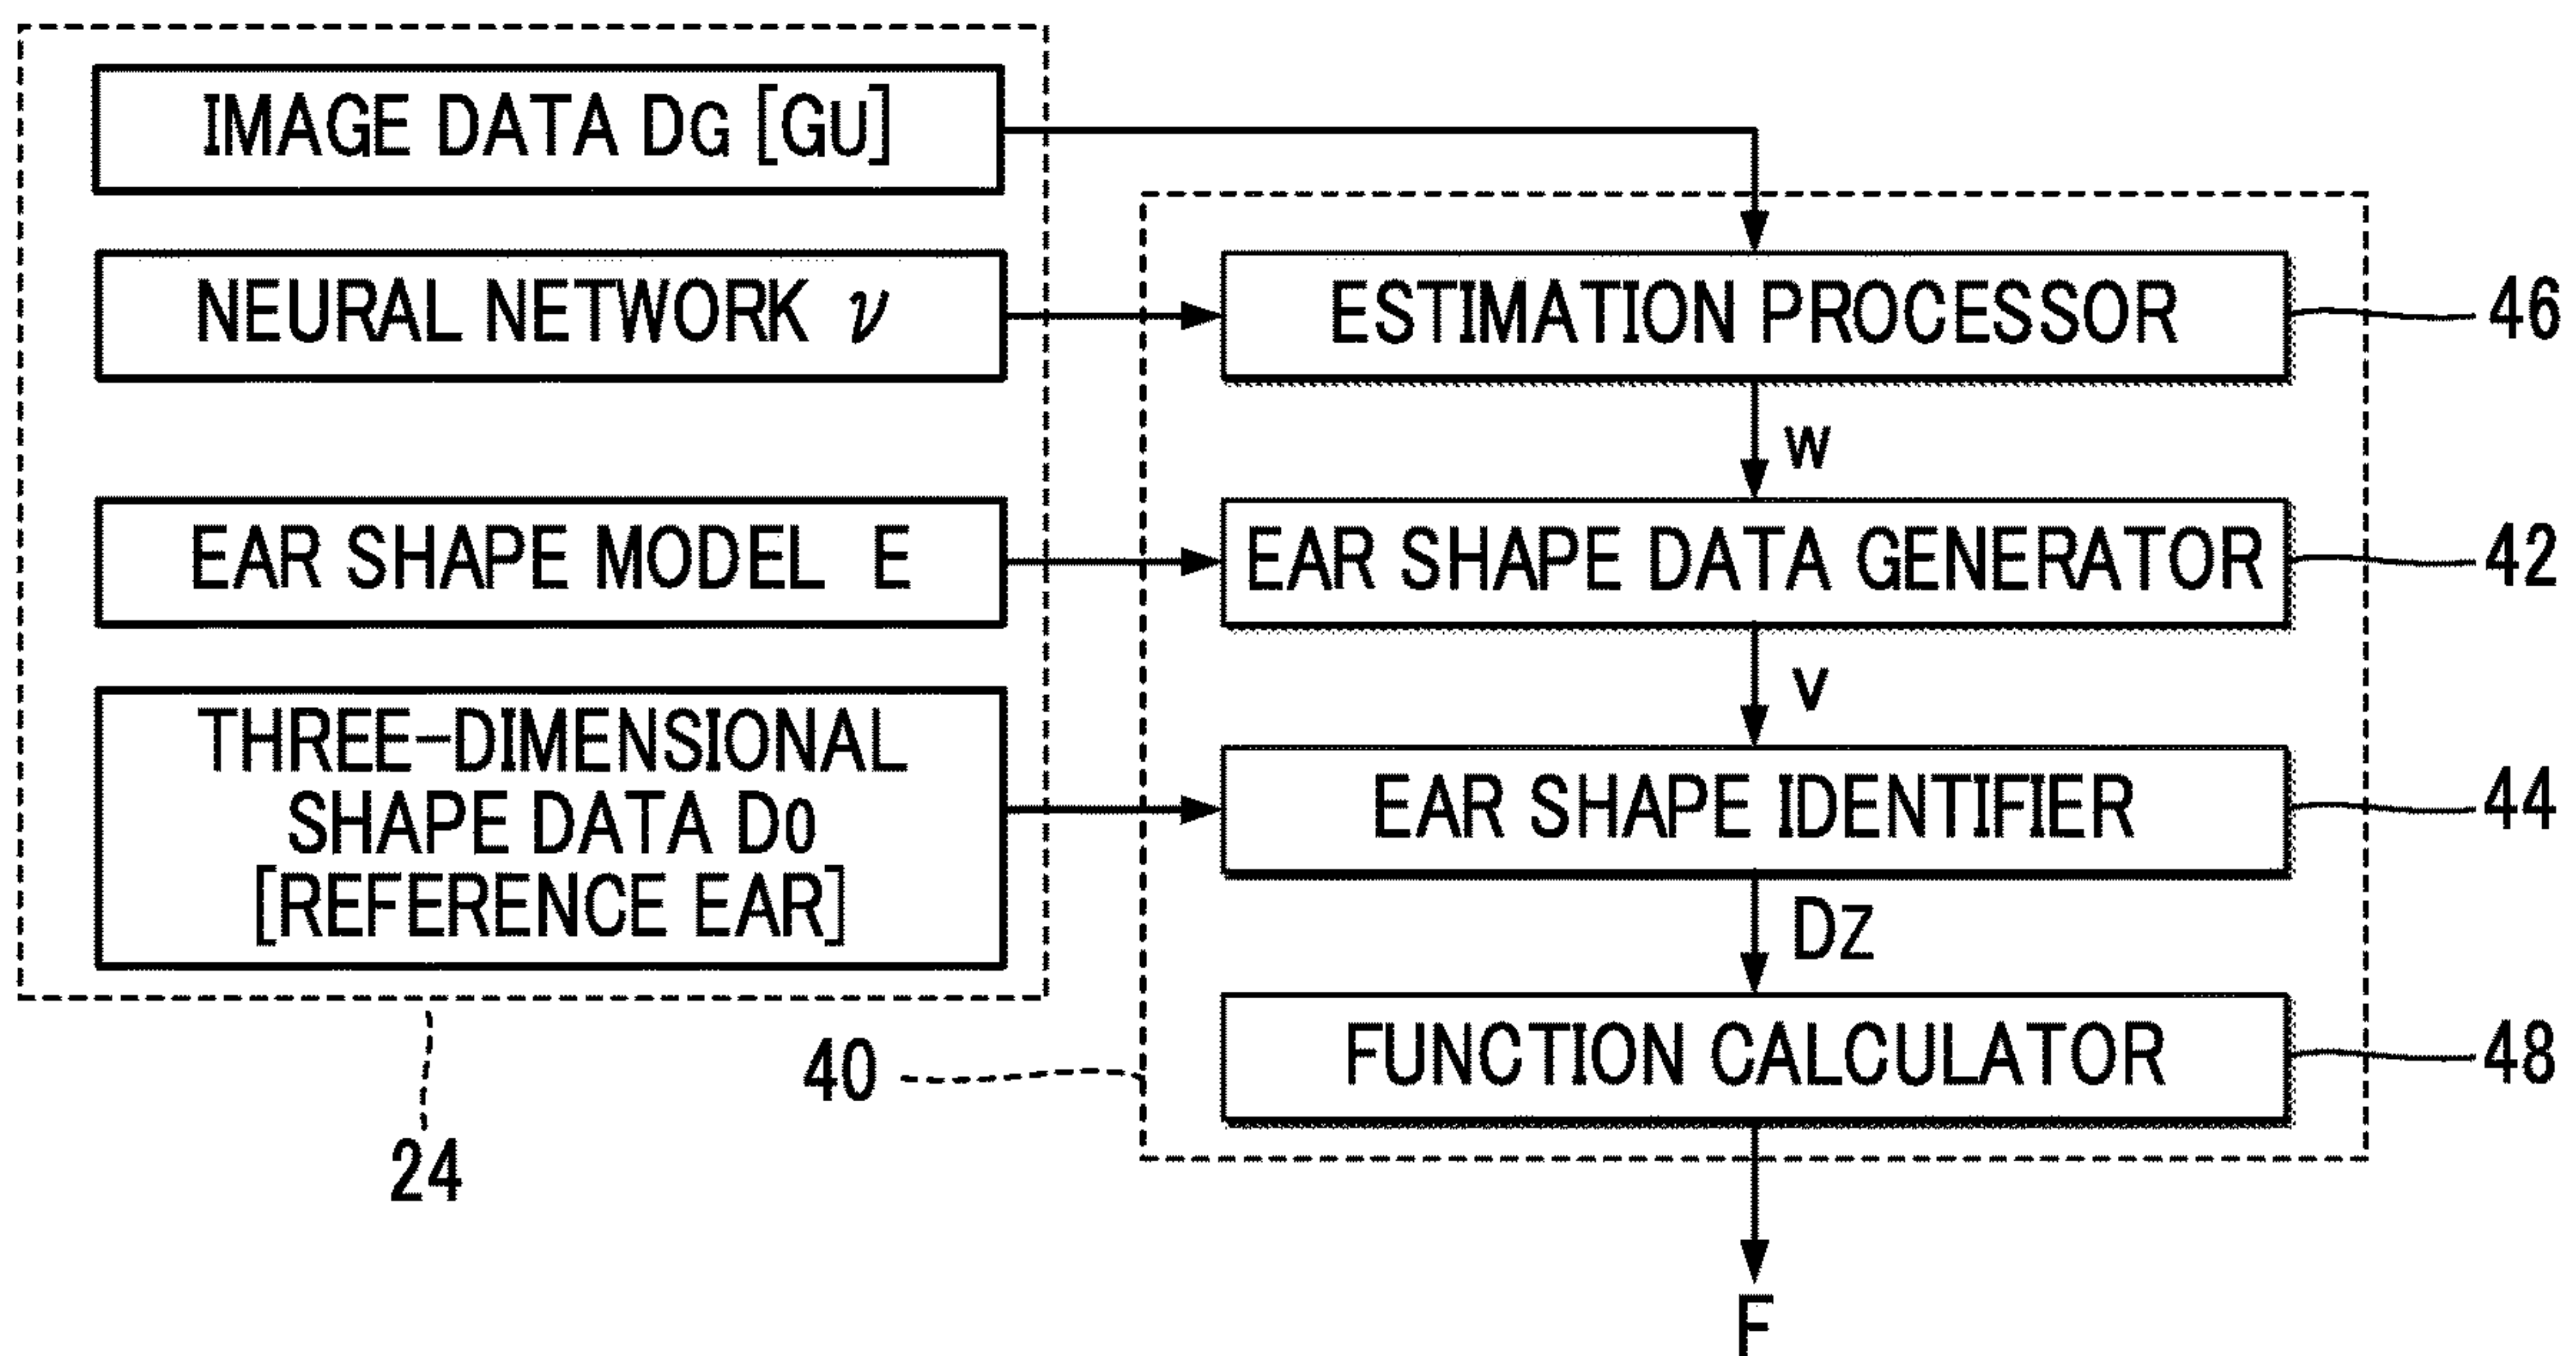 IMAGE DATA DG [GU]
NEURAL NETWORK ν
ESTIMATION PROCESSOR
46
w
EAR SHAPE MODEL E
EAR SHAPE DATA GENERATOR
42
v
THREE-DIMENSIONAL
SHAPE DATA D0
[REFERENCE EAR]
EAR SHAPE IDENTIFIER
44
DZ
FUNCTION CALCULATOR
48
40
24
F